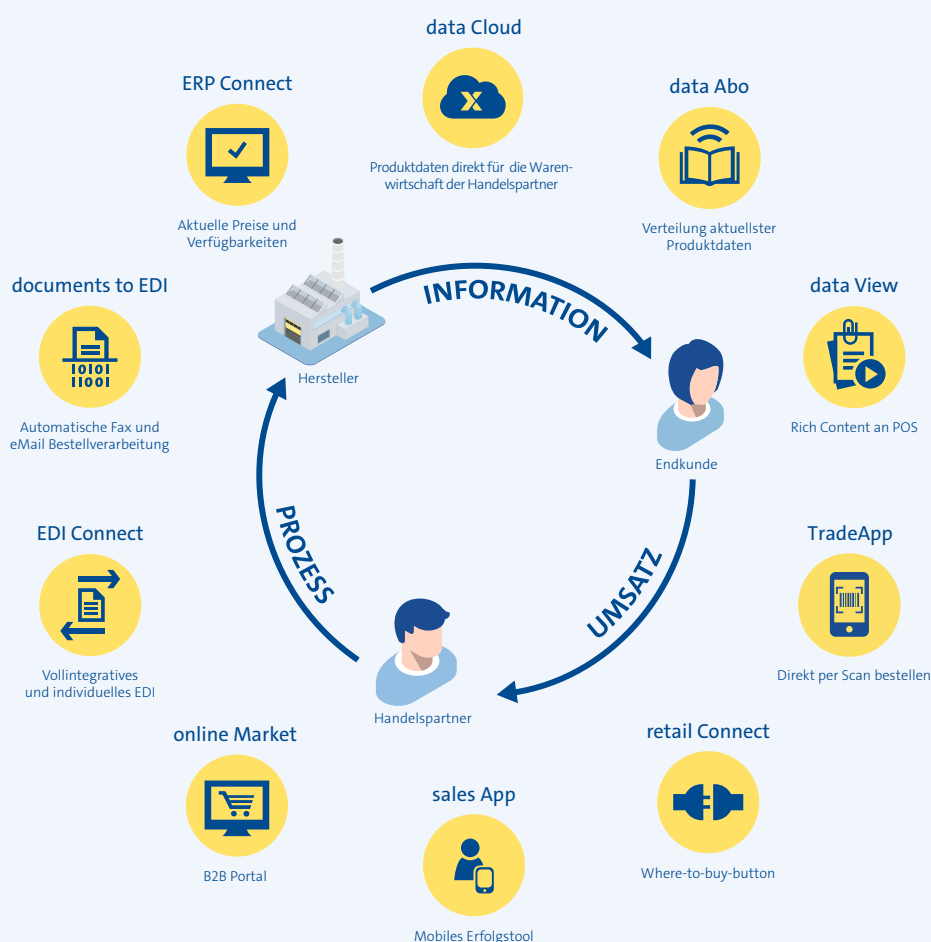 data Cloud
Produktdaten direkt für die Waren-
wirtschaft der Handelspartner
ERP Connect
Aktuelle Preise und
Verfügbarkeiten
data Abo
Verteilung aktuellster
Produktdaten
documents to EDI
10101
11001
Automatische Fax und
eMail Bestellverarbeitung
data View
Rich Content an POS
INFORMATION
Hersteller
Endkunde
EDI Connect
Vollintegratives
und individuelles EDI
PROZESS
UMSATZ
TradeApp
Direkt per Scan bestellen
Handelspartner
online Market
B2B Portal
sales App
Mobiles Erfolgstool
retail Connect
Where-to-buy-button